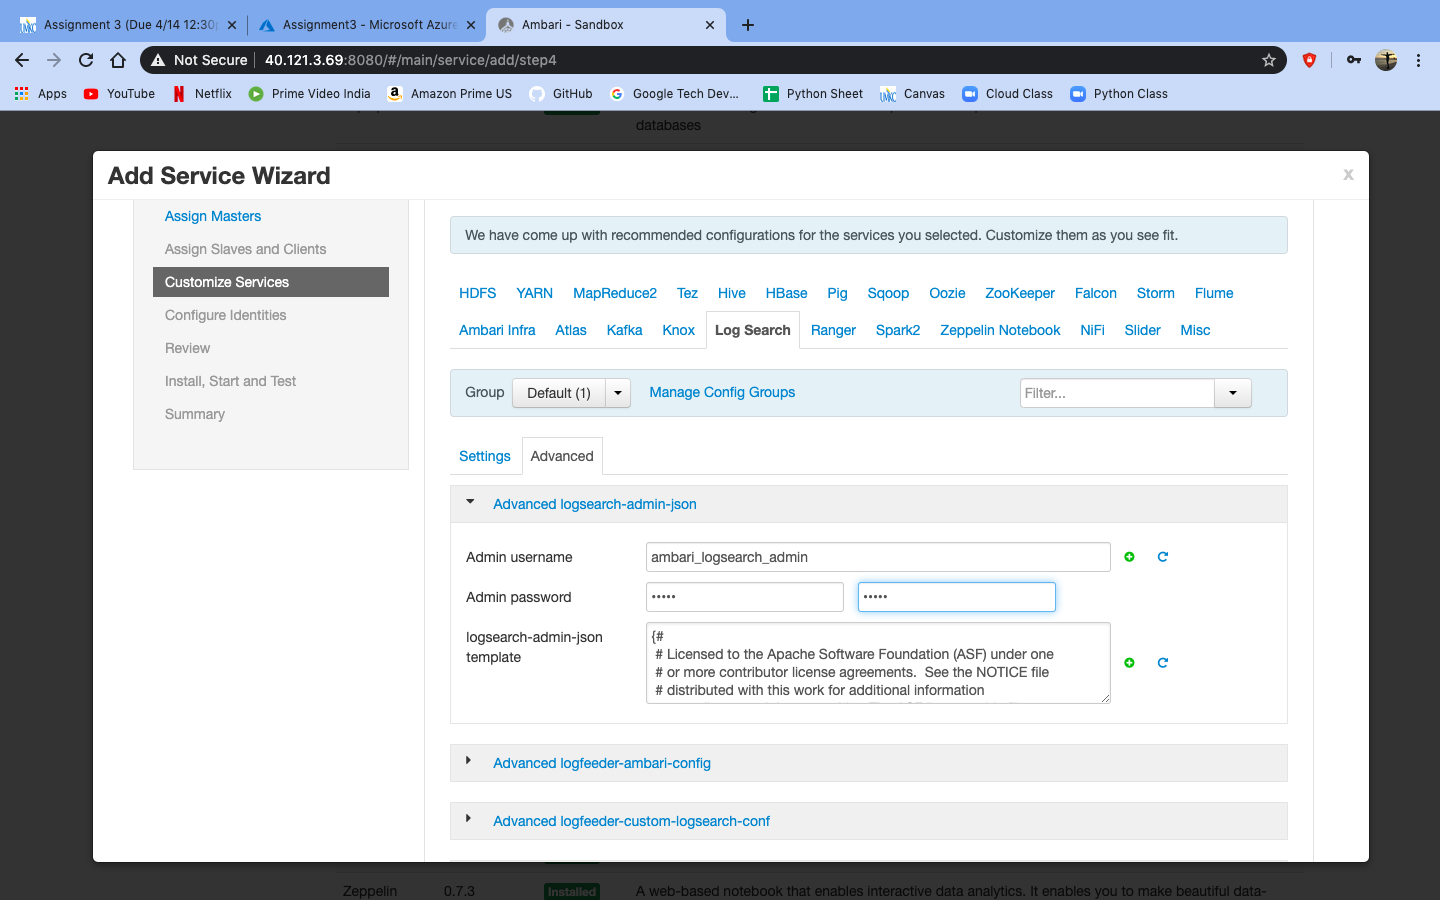 Assignment 3 (Due 4/14 12:30p
Assignment3 - Microsoft Azure
Ambari - Sandbox
Not Secure
40.121.3.69:8080/#/main/service/add/step4
Apps
YouTube
Netflix
Prime Video India
Amazon Prime US
GitHub
Google Tech Dev...
Python Sheet
Canvas
Cloud Class
Python Class
databases
Add Service Wizard
x
Assign Masters
Assign Slaves and Clients
Customize Services
Configure Identities
Review
Install, Start and Test
Summary
We have come up with recommended configurations for the services you selected. Customize them as you see fit.
HDFS YARN MapReduce2 Tez Hive HBase Pig Sqoop Oozie ZooKeeper Falcon Storm Flume
Ambari Infra Atlas Kafka Knox Log Search Ranger Spark2 Zeppelin Notebook NiFi Slider Misc
Group Default (1) Manage Config Groups Filter...
Settings Advanced
Advanced logsearch-admin-json
Admin username ambari_logsearch_admin
Admin password ••••• •••••
logsearch-admin-json
template
{#
# Licensed to the Apache Software Foundation (ASF) under one
# or more contributor license agreements. See the NOTICE file
# distributed with this work for additional information
Advanced logfeeder-ambari-config
Advanced logfeeder-custom-logsearch-conf
Zeppelin 0.7.3 Installed A web-based notebook that enables interactive data analytics. It enables you to make beautiful data-